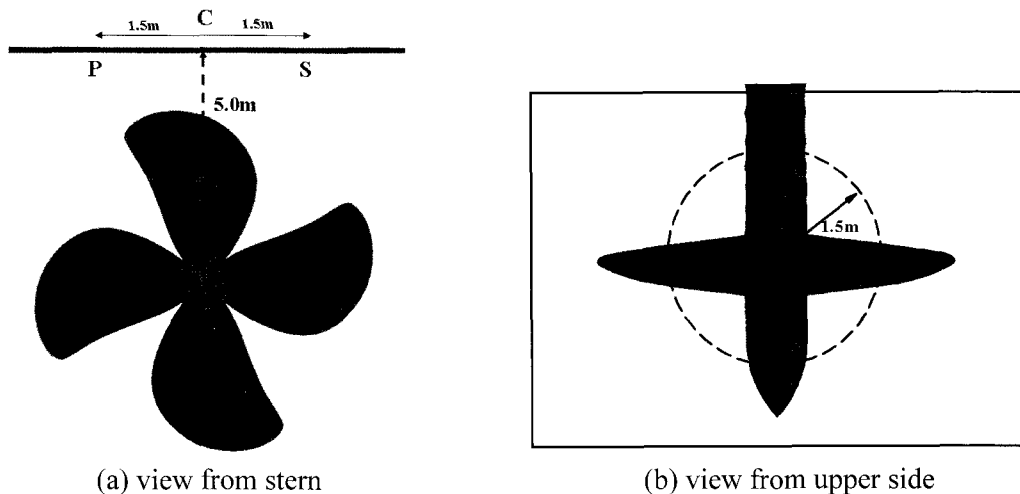 1.5m C 1.5m
P S
5.0m
1.5m
(a) view from stern
(b) view from upper side